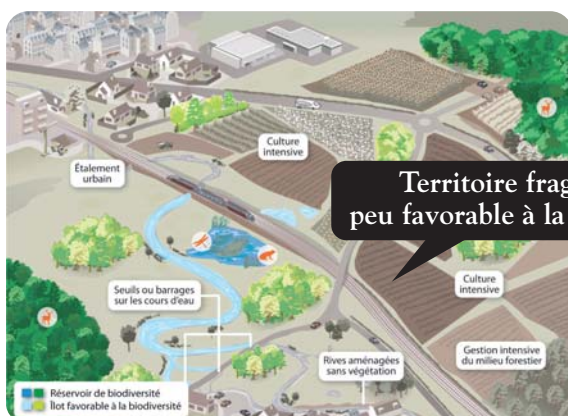 Culture
intensive
Étalement
urbain
Territoire
peu favorable à la
Seuils ou barrages
sur les cours d'eau
Culture
intensive
Rives aménagées
sans végétation
Gestion intensive
du milieu forestier
Réservoir de biodiversité
Îlot favorable à la biodiversité